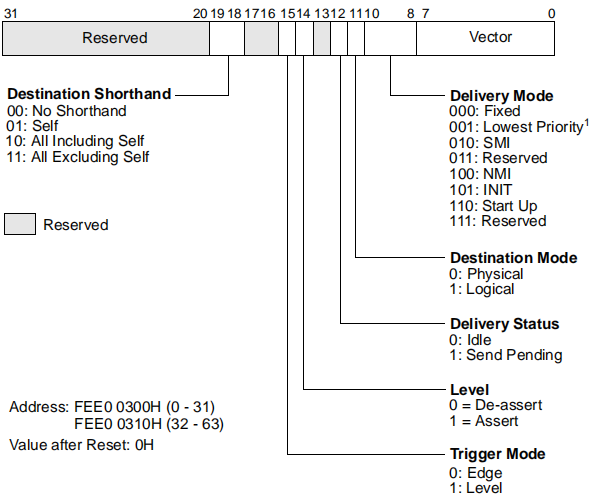 31 20 19 18 17 16 15 14 13 12 11 10 8 7 0
Reserved Vector
Destination Shorthand
00: No Shorthand
01: Self
10: All Including Self
11: All Excluding Self
Reserved
Delivery Mode
000: Fixed
001: Lowest Priority1
010: SMI
011: Reserved
100: NMI
101: INIT
110: Start Up
111: Reserved
Destination Mode
0: Physical
1: Logical
Delivery Status
0: Idle
1: Send Pending
Level
0 = De-assert
1 = Assert
Trigger Mode
0: Edge
1: Level
Address: FEE0 0300H (0 - 31)
FEE0 0310H (32 - 63)
Value after Reset: 0H